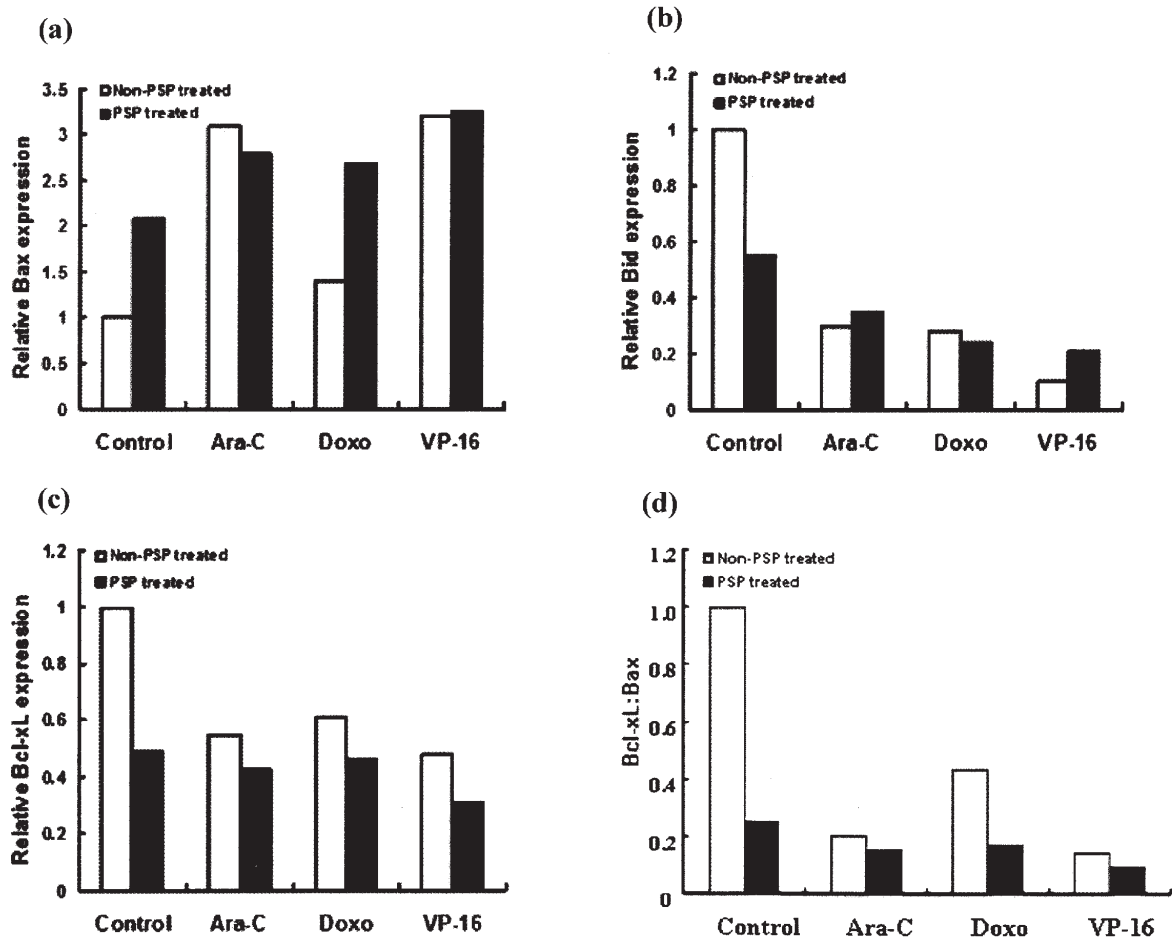 (a)
Non-PSP treated
PSP treated
Relative Bax expression
3.5
3
2.5
2
1.5
1
0.5
0
Control Ara-C Doxo VP-16
(b)
Non-PSP treated
PSP treated
Relative Bid expression
1.2
1
0.8
0.6
0.4
0.2
0
Control Ara-C Doxo VP-16
(c)
Non-PSP treated
PSP treated
Relative Bcl-xL expression
1.2
1
0.8
0.6
0.4
0.2
0
Control Ara-C Doxo VP-16
(d)
Non-PSP treated
PSP treated
Bcl-xL:Bax
1.2
1.0
0.8
0.6
0.4
0.2
0
Control Ara-C Doxo VP-16